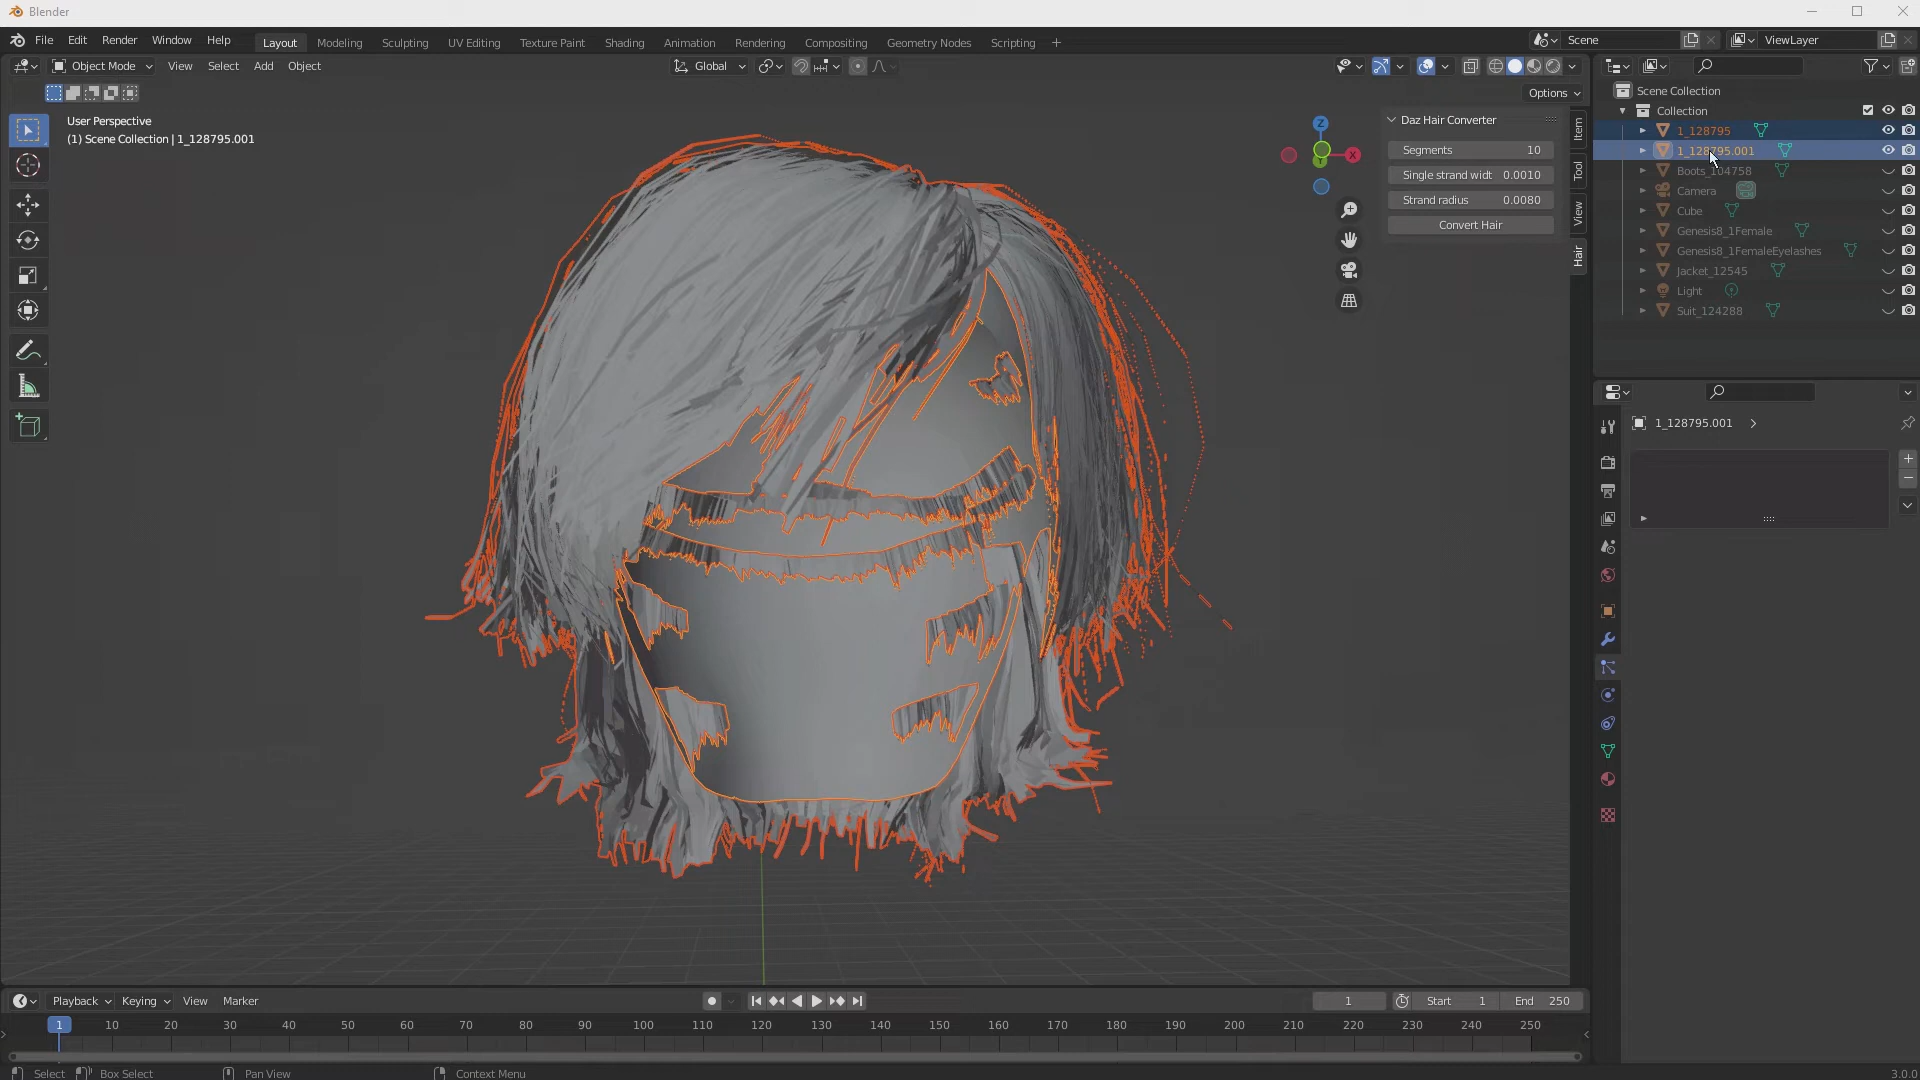 Blender
File Edit Render Window Help
Layout Modeling Sculpting UV Editing Texture Paint Shading Animation Rendering Compositing Geometry Nodes Scripting +
Scene
ViewLayer
Object Mode View Select Add Object
Global
Options
User Perspective
(1) Scene Collection | 1_128795.001
Z
X
Y
Daz Hair Converter
Segments 10
Single strand widt 0.0010
Strand radius 0.0080
Convert Hair
Item
Tool
View
Hair
Scene Collection
Collection
1_128795
1_128795.001
Boots_104758
Camera
Cube
Genesis8_1Female
Genesis8_1FemaleEyelashes
Jacket_12545
Light
Suit_124288
1_128795.001
Playback Keying View Marker
1
Start 1
End 250
1 10 20 30 40 50 60 70 80 90 100 110 120 130 140 150 160 170 180 190 200 210 220 230 240 250
Select Box Select Pan View Context Menu
3.0.0